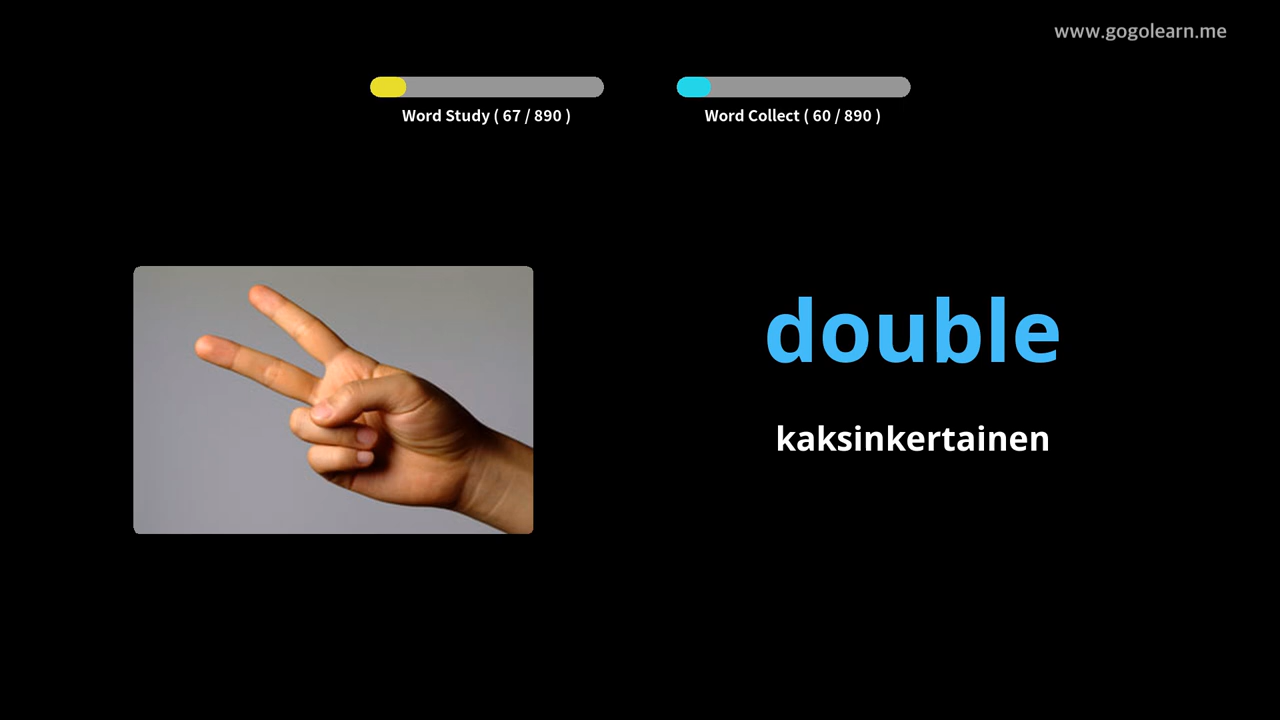 www.gogolearn.me
Word Study ( 67 / 890 )
Word Collect ( 60 / 890 )
double
kaksinkertainen